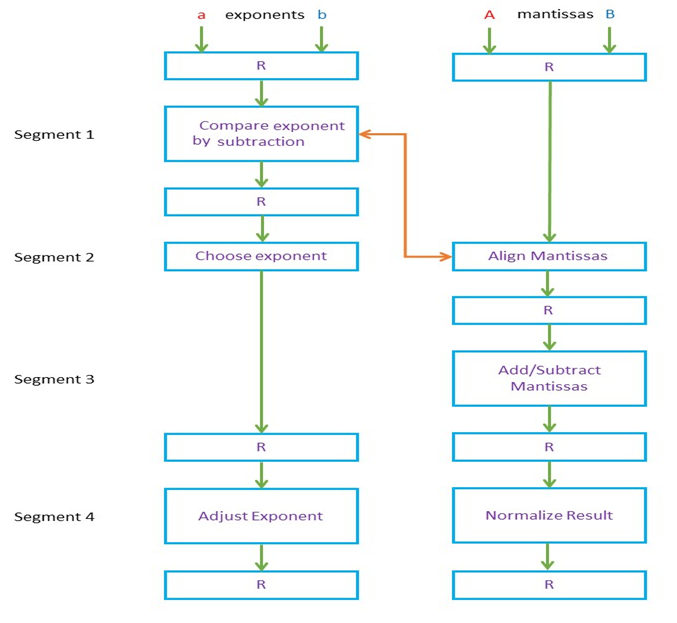 a exponents b
A mantissas B
R
R
Segment 1
Compare exponent
by subtraction
R
Segment 2
Choose exponent
Align Mantissas
R
Segment 3
Add/Subtract
Mantissas
R
R
Segment 4
Adjust Exponent
Normalize Result
R
R